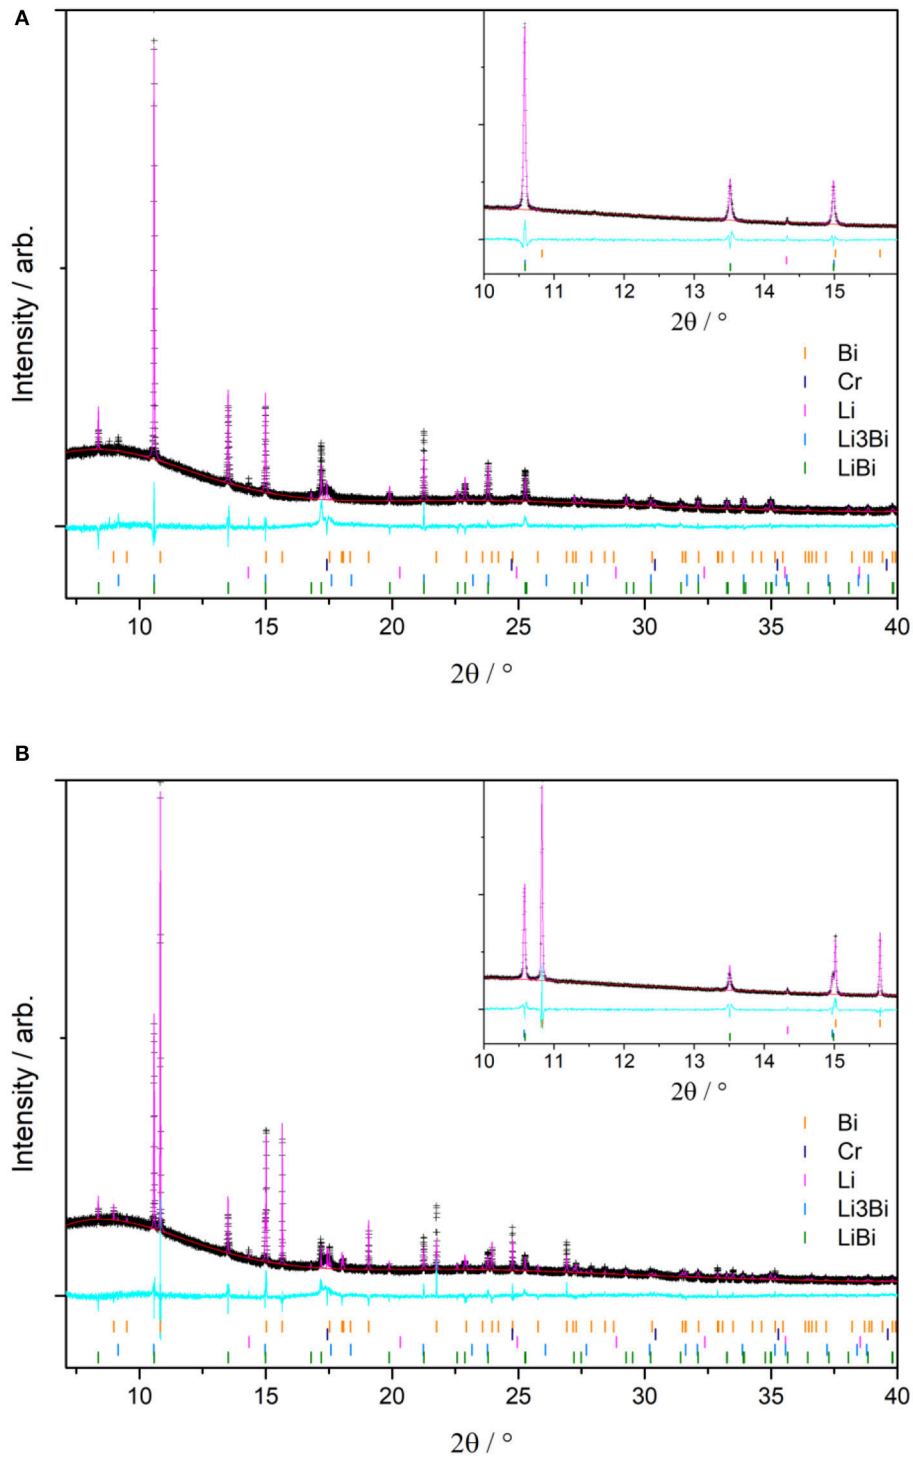 A
Intensity / arb.
10 11 12 13 14 15
2θ / °
Bi
Cr
Li
Li3Bi
LiBi
10 15 20 25 30 35 40
2θ / °
B
Intensity / arb.
10 11 12 13 14 15
2θ / °
Bi
Cr
Li
Li3Bi
LiBi
10 15 20 25 30 35 40
2θ / °